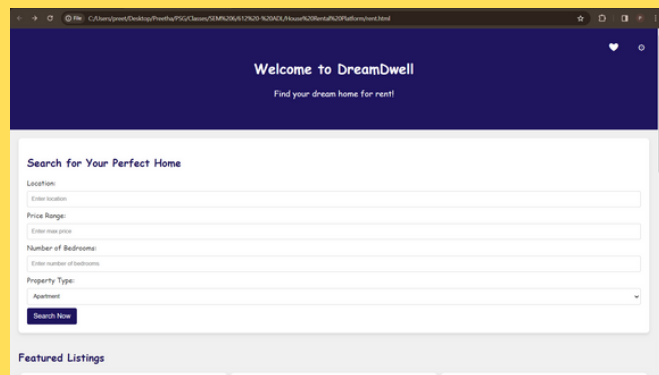 File C:/Users/preet/Desktop/Preetha/PSG/Classes/SEM%206/612%20-%20ADL/House%20Rental%20Platform/rent.html
Welcome to DreamDwell
Find your dream home for rent!
Search for Your Perfect Home
Location:
Enter location
Price Range:
Enter max price
Number of Bedrooms:
Enter number of bedrooms
Property Type:
Apartment
Search Now
Featured Listings